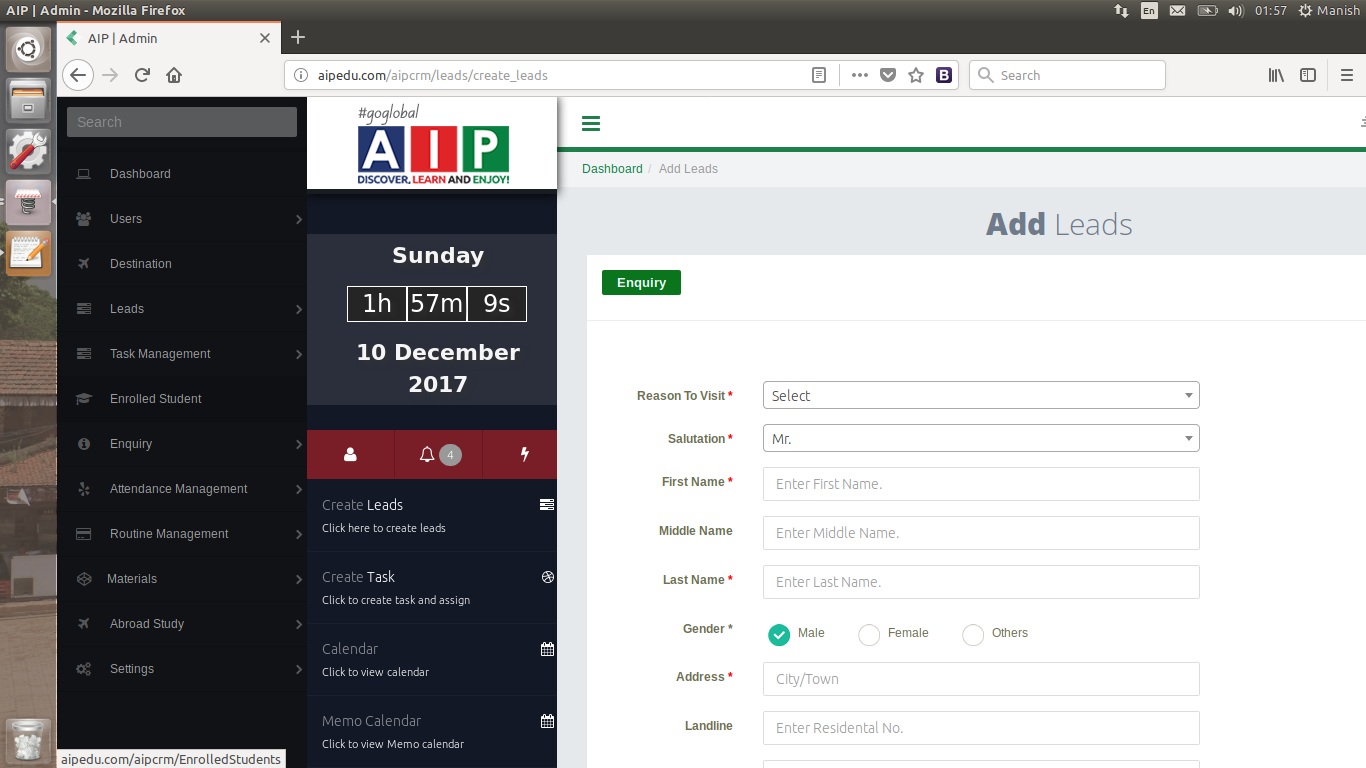 AIP | Admin - Mozilla Firefox
En
01:57
Manish
AIP | Admin
aipedu.com/aipcrm/leads/create_leads
B
Search
Search
Dashboard
Users
Destination
Leads
Task Management
Enrolled Student
Enquiry
Attendance Management
Routine Management
Materials
Abroad Study
Settings
aipedu.com/aipcrm/EnrolledStudents
#goglobal
AIP
DISCOVER, LEARN AND ENJOY!
Sunday
1h 57m 9s
10 December
2017
4
Create Leads
Click here to create leads
Create Task
Click to create task and assign
Calendar
Click to view calendar
Memo Calendar
Click to view Memo calendar
Dashboard / Add Leads
Add Leads
Enquiry
Reason To Visit * Select
Salutation * Mr.
First Name * Enter First Name.
Middle Name Enter Middle Name.
Last Name * Enter Last Name.
Gender * Male Female Others
Address * City/Town
Landline Enter Residental No.